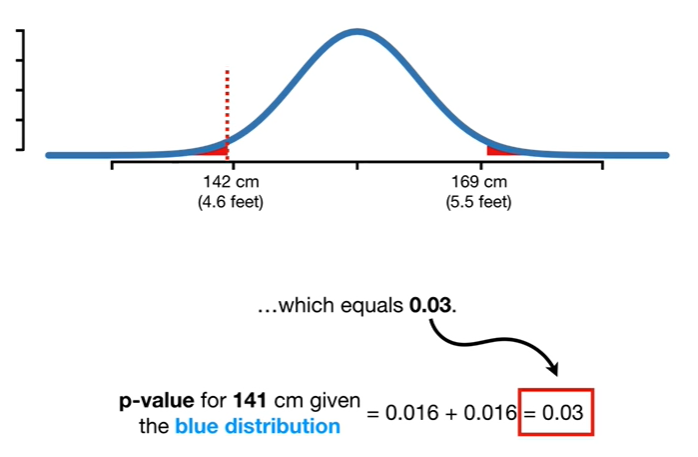 142 cm
(4.6 feet)
169 cm
(5.5 feet)
…which equals 0.03.
p-value for 141 cm given
the blue distribution
= 0.016 + 0.016 = 0.03